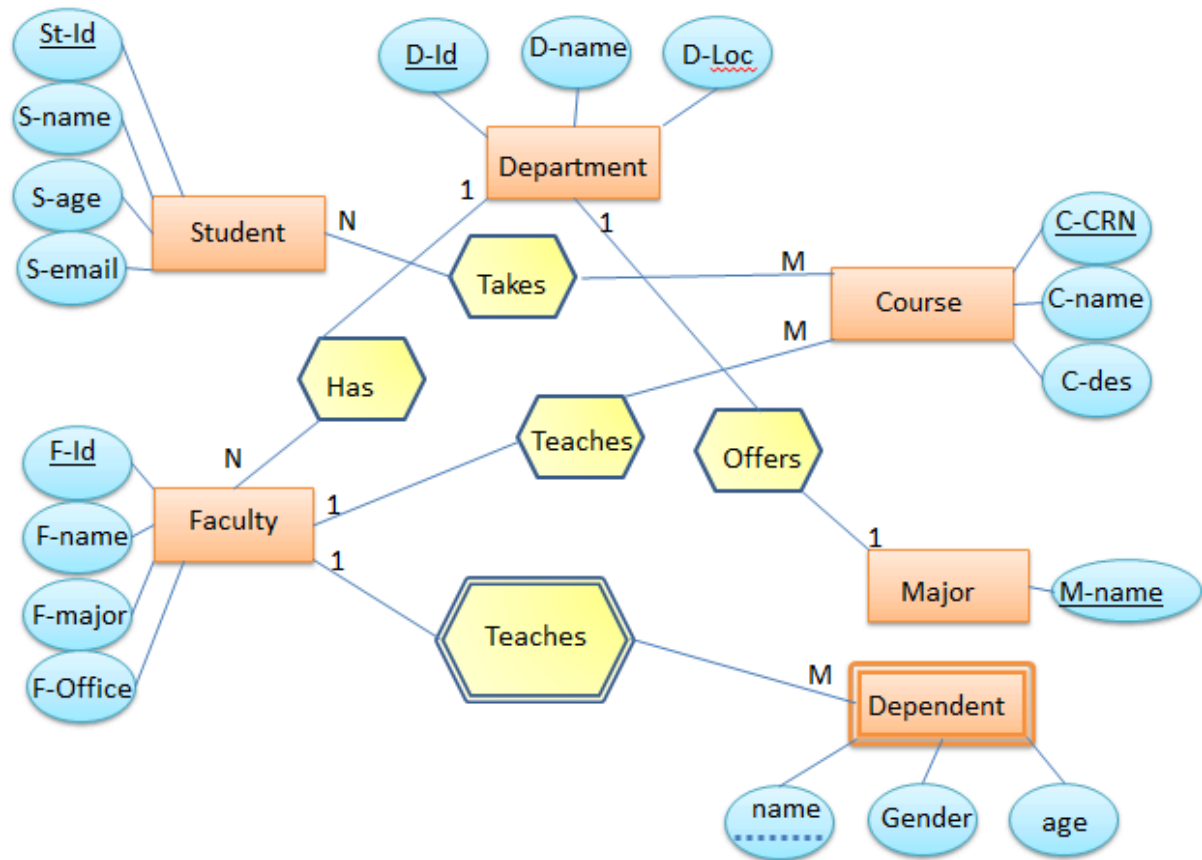 St-Id
S-name
S-age
S-email
Student
N
D-Id
D-name
D-Loc
Department
1
1
Takes
M
Course
M
C-CRN
C-name
C-des
Has
N
Teaches
1
Offers
1
F-Id
F-name
F-major
F-Office
Faculty
1
Teaches
M
Major
M-name
Dependent
name
Gender
age